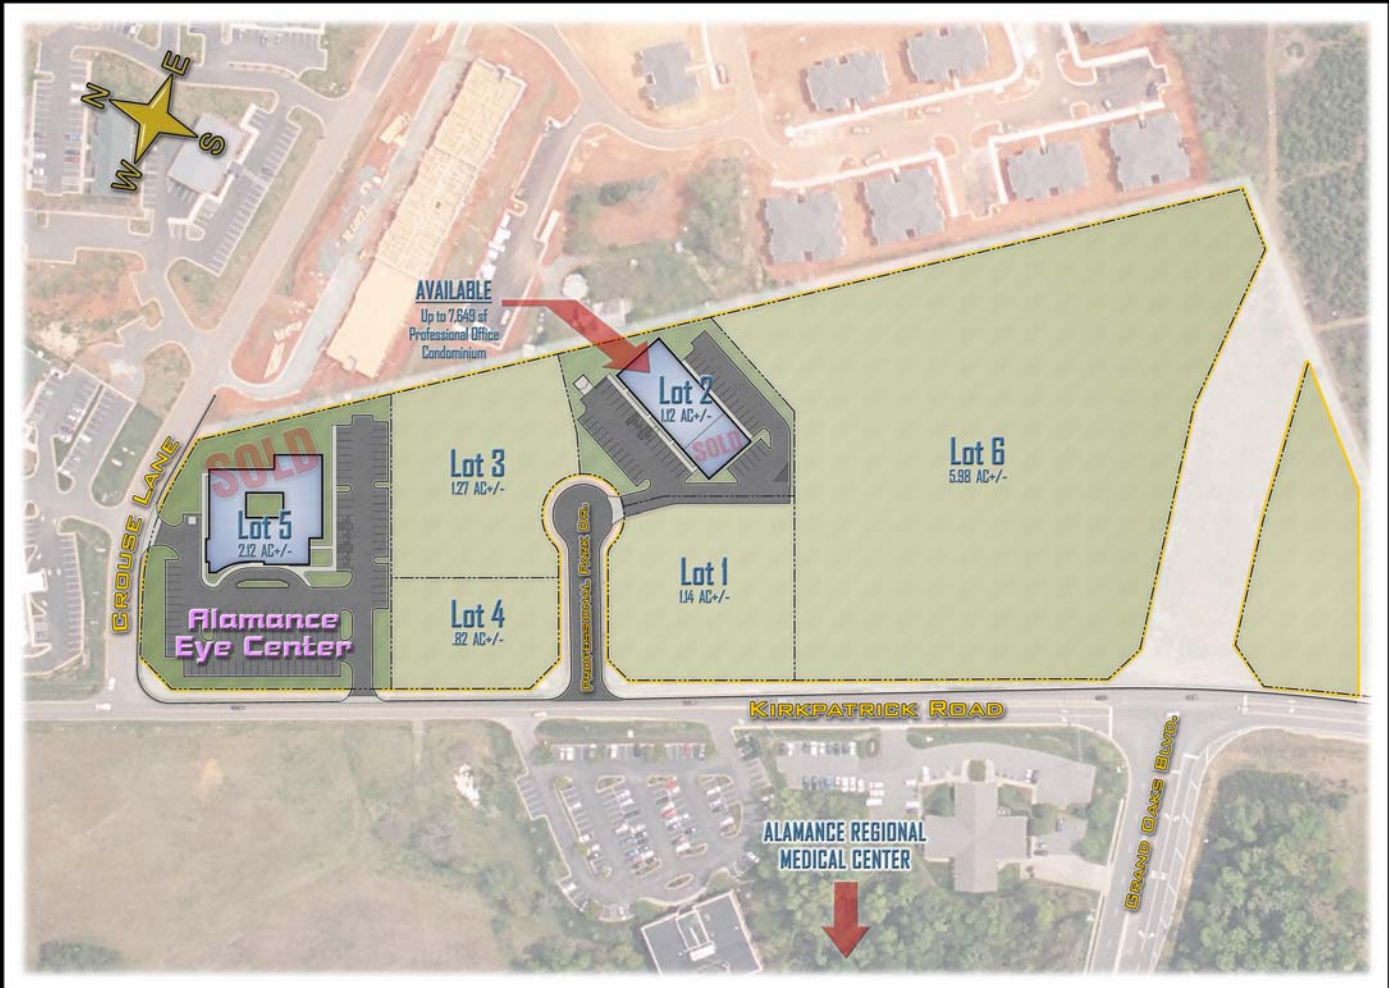 N
E
W
S
AVAILABLE
Up to 7,649 sf
Professional Office
Condominium
Lot 2
1.12 AC+/-
SOLD
SOLD
Lot 5
2.12 AC+/-
Alamance
Eye Center
CROUSE LANE
Lot 3
1.27 AC+/-
Lot 4
.82 AC+/-
PROFESSIONAL PARK DR.
Lot 1
1.14 AC+/-
Lot 6
5.98 AC+/-
KIRKPATRICK ROAD
GRAND OAKS BLVD.
ALAMANCE REGIONAL
MEDICAL CENTER